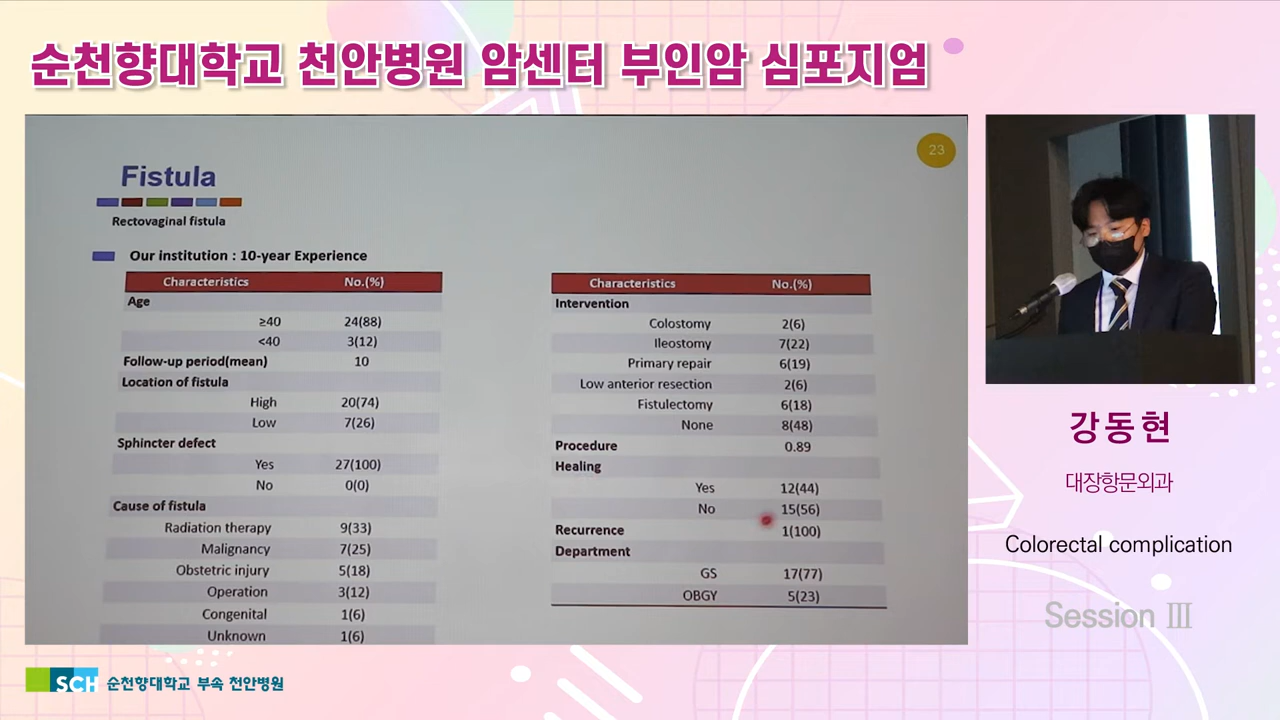 순천향대학교 천안병원 암센터 부인암 심포지엄
23
Fistula
Rectovaginal fistula
Our institution : 10-year Experience
Characteristics No.(%)
Age
≥40 24(88)
<40 3(12)
Follow-up period(mean) 10
Location of fistula
High 20(74)
Low 7(26)
Sphincter defect
Yes 27(100)
No 0(0)
Cause of fistula
Radiation therapy 9(33)
Malignancy 7(25)
Obstetric injury 5(18)
Operation 3(12)
Congenital 1(6)
Unknown 1(6)
Characteristics No.(%)
Intervention
Colostomy 2(6)
Ileostomy 7(22)
Primary repair 6(19)
Low anterior resection 2(6)
Fistulectomy 6(18)
None 8(48)
Procedure 0.89
Healing
Yes 12(44)
No 15(56)
Recurrence 1(100)
Department
GS 17(77)
OBGY 5(23)
강동현
대장항문외과
Colorectal complication
Session Ⅲ
SCH 순천향대학교 부속 천안병원